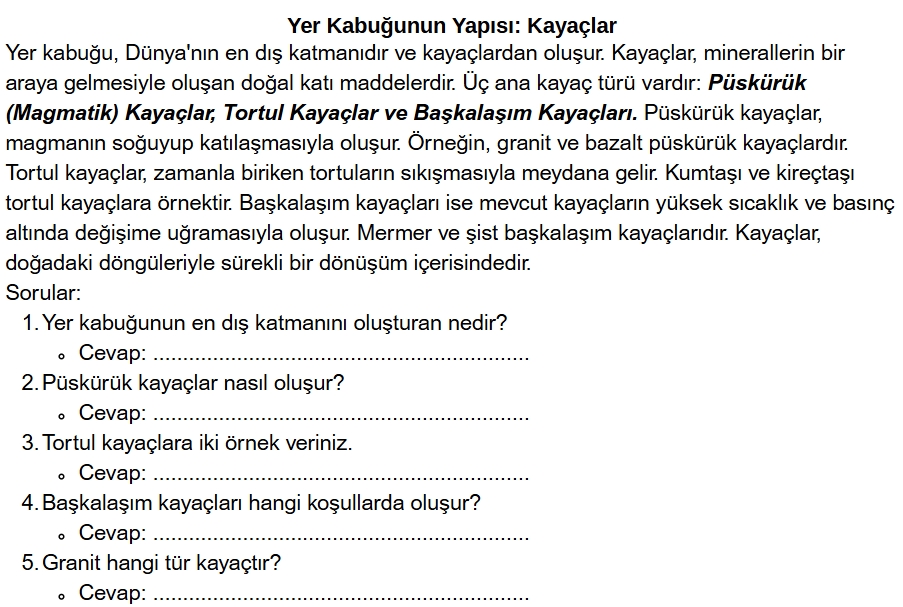 Yer Kabuğunun Yapısı: Kayaçlar
Yer kabuğu, Dünya'nın en dış katmanıdır ve kayaçlardan oluşur. Kayaçlar, minerallerin bir
araya gelmesiyle oluşan doğal katı maddelerdir. Üç ana kayaç türü vardır: Püskürük
(Magmatik) Kayaçlar, Tortul Kayaçlar ve Başkalaşım Kayaçları. Püskürük kayaçlar,
magmanın soğuyup katılaşmasıyla oluşur. Örneğin, granit ve bazalt püskürük kayaçlardır.
Tortul kayaçlar, zamanla biriken tortuların sıkışmasıyla meydana gelir. Kumtaşı ve kireçtaşı
tortul kayaçlara örnektir. Başkalaşım kayaçları ise mevcut kayaçların yüksek sıcaklık ve basınç
altında değişime uğramasıyla oluşur. Mermer ve şist başkalaşım kayaçlarıdır. Kayaçlar,
doğadaki döngüleriyle sürekli bir dönüşüm içerisindedir.
Sorular:
1. Yer kabuğunun en dış katmanını oluşturan nedir?
∘ Cevap: ...............................................................
2. Püskürük kayaçlar nasıl oluşur?
∘ Cevap: ...............................................................
3. Tortul kayaçlara iki örnek veriniz.
∘ Cevap: ...............................................................
4. Başkalaşım kayaçları hangi koşullarda oluşur?
∘ Cevap: ...............................................................
5. Granit hangi tür kayaçtır?
∘ Cevap: ...............................................................